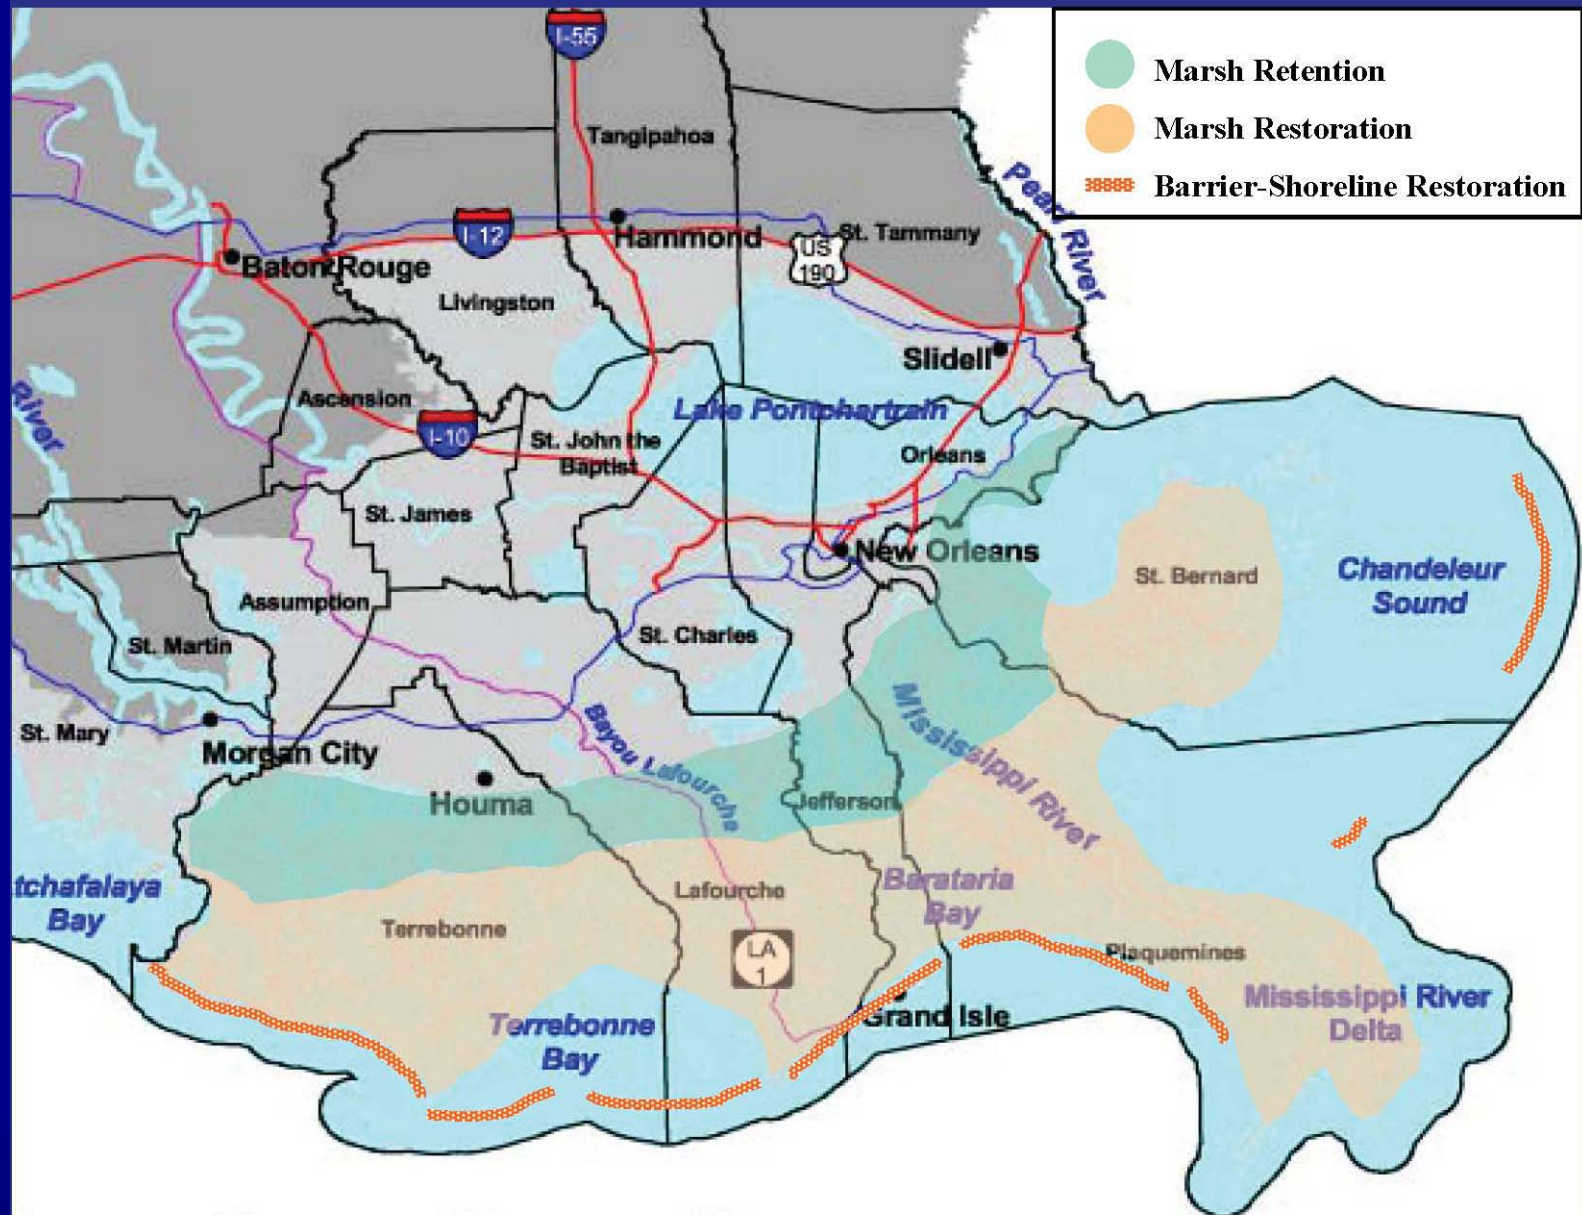 I-55
Marsh Retention
Marsh Restoration
Barrier-Shoreline Restoration
Tangipahoa
Pearl River
I-12
Hammond
St. Tammany
US
190
Baton Rouge
Livingston
Slidell
River
Ascension
Lake Pontchartrain
I-10
St. John the
Baptist
Orleans
St. James
New Orleans
St. Bernard
Chandeleur
Sound
Assumption
St. Martin
St. Charles
St. Mary
Morgan City
Bayou Lafourche
Mississippi River
Houma
Jefferson
tchafalaya
Bay
Lafourche
Barataria
Bay
Terrebonne
LA
1
Plaquemines
Grand Isle
Mississippi River
Delta
Terrebonne
Bay